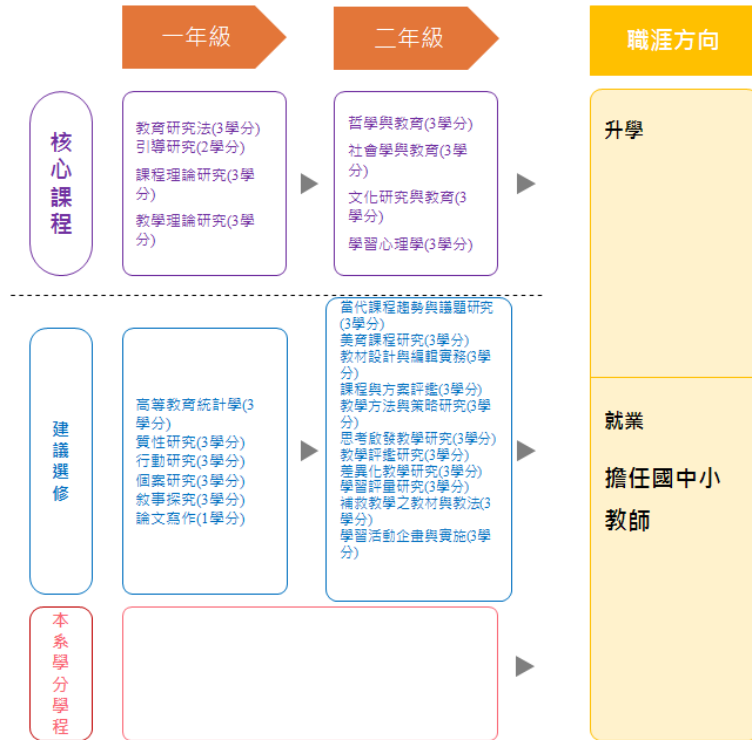 一年級
二年級
職涯方向
核心課程
教育研究法(3學分)
引導研究(2學分)
課程理論研究(3學
分)
教學理論研究(3學
分)
哲學與教育(3學分)
社會學與教育(3學
分)
文化研究與教育(3
學分)
學習心理學(3學分)
升學
建議選修
高等教育統計學(3
學分)
質性研究(3學分)
行動研究(3學分)
個案研究(3學分)
敘事探究(3學分)
論文寫作(1學分)
當代課程趨勢與議題研究
(3學分)
美育課程研究(3學分)
教材設計與編輯實務(3學
分)
課程與方案評鑑(3學分)
教學方法與策略研究(3學
分)
思考啟發教學研究(3學分)
教學評鑑研究(3學分)
差異化教學研究(3學分)
學習評量研究(3學分)
補救教學之教材與教法(3
學分)
學習活動企畫與實施(3學
分)
就業
擔任國中小
教師
本系學分學程